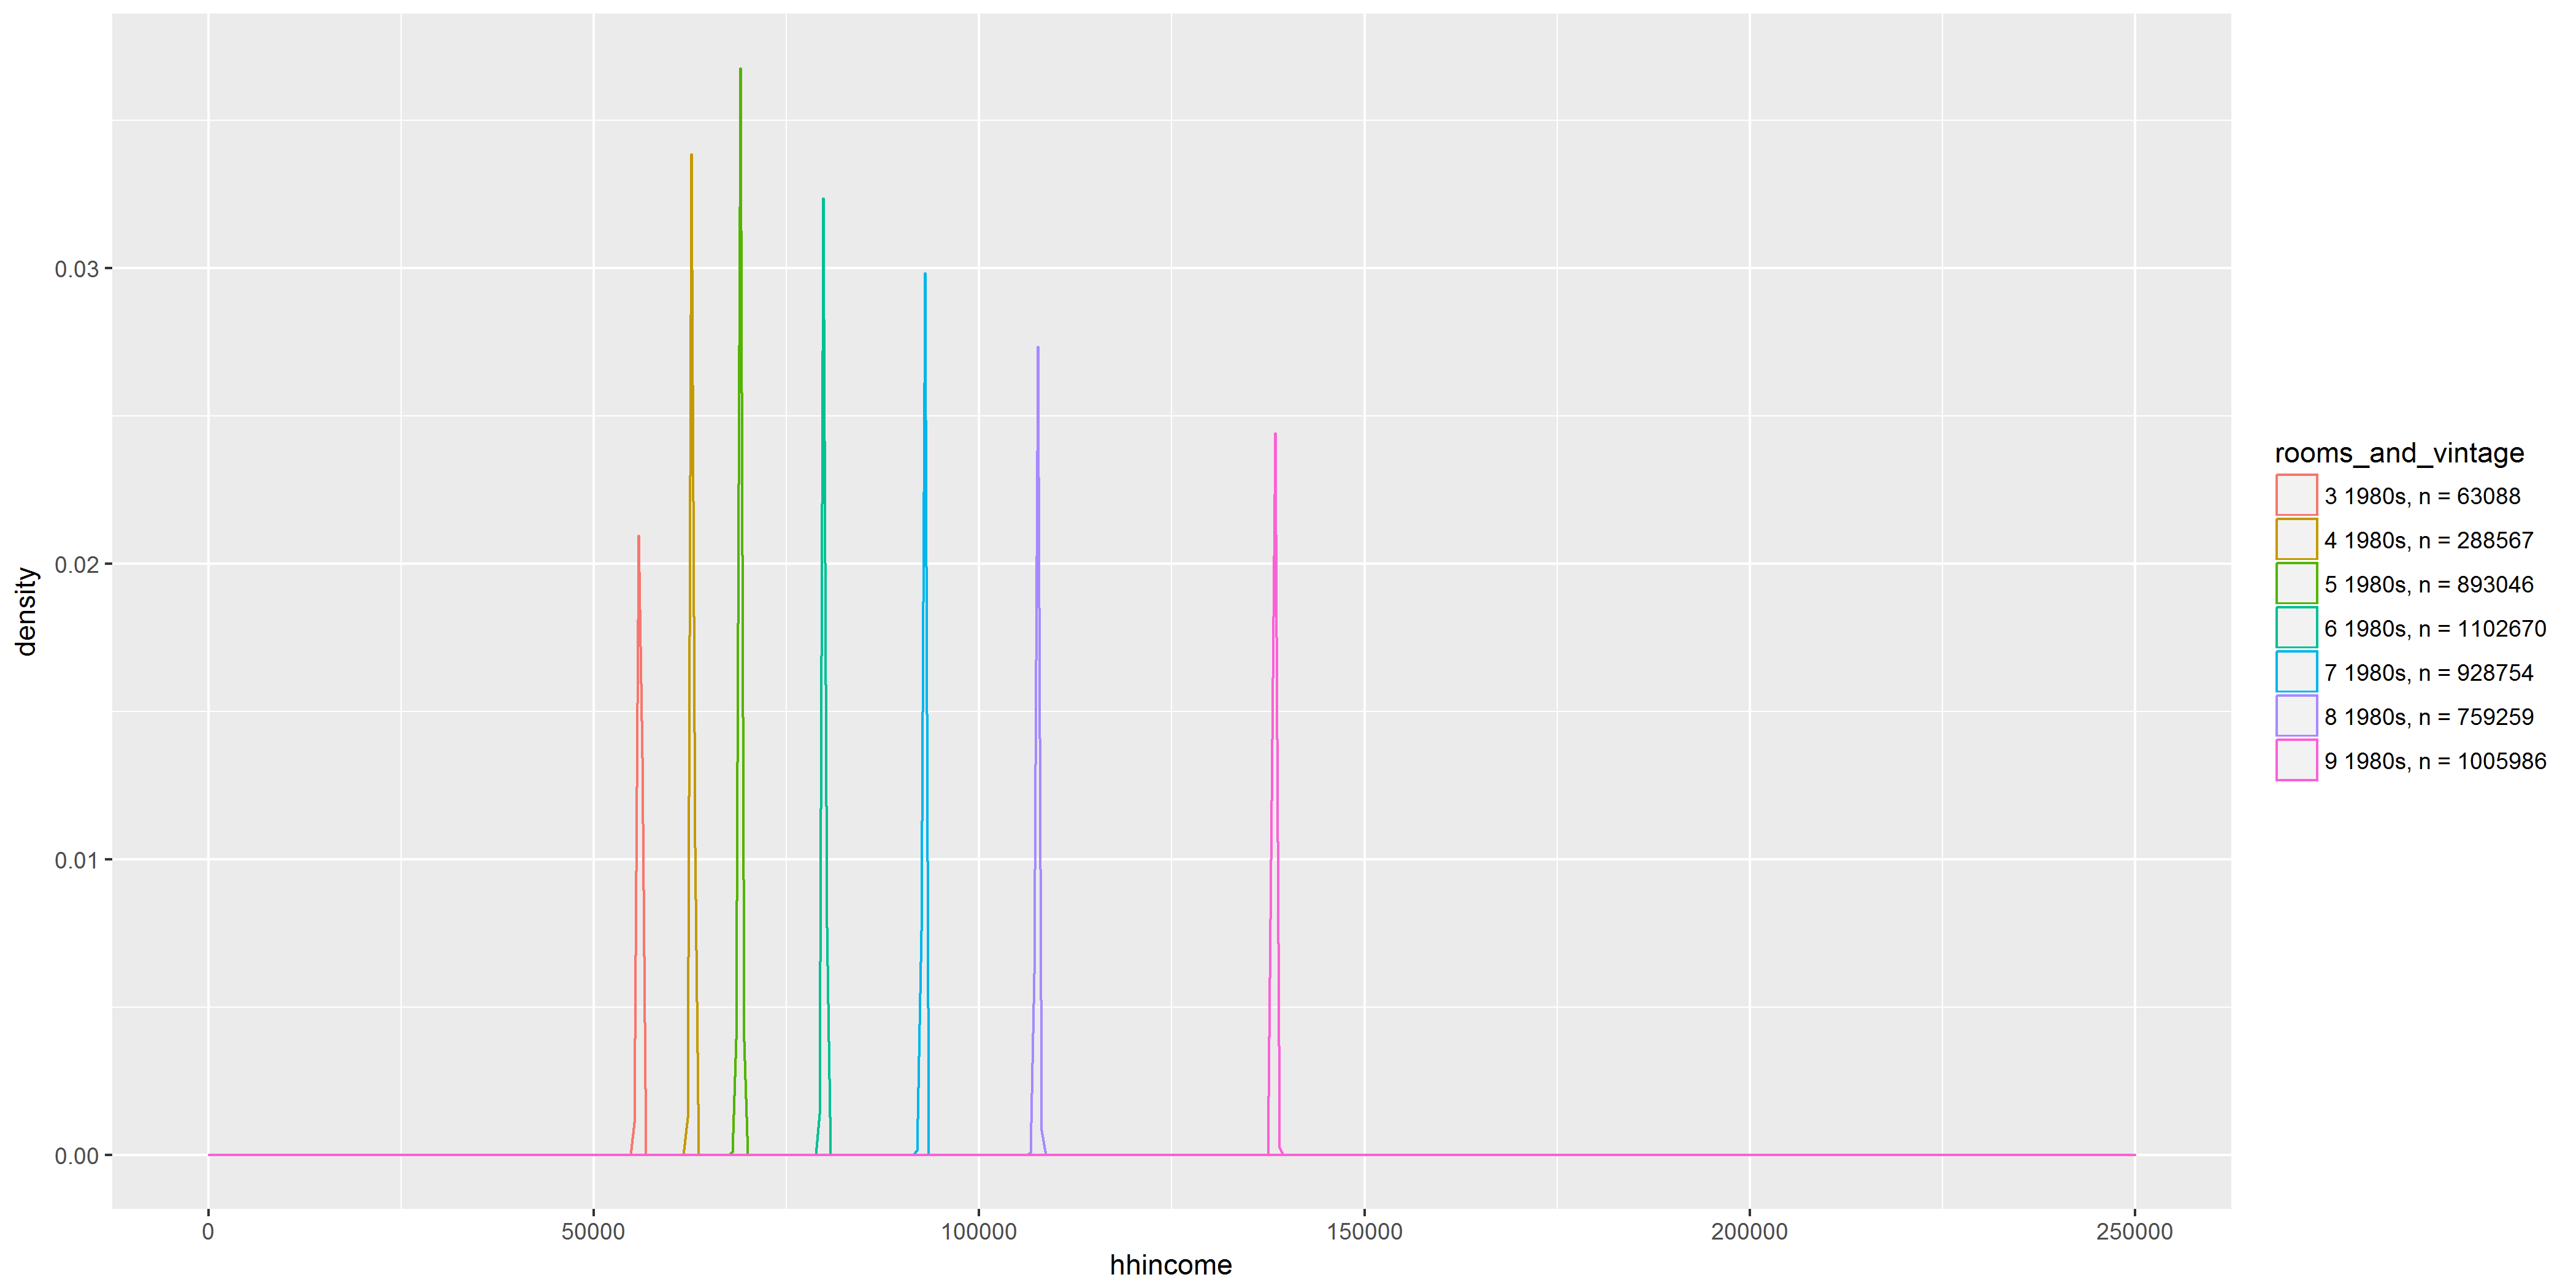 density
0.03
0.02
0.01
0.00
0
50000
100000
150000
200000
250000
hhincome
rooms_and_vintage
3 1980s, n = 63088
4 1980s, n = 288567
5 1980s, n = 893046
6 1980s, n = 1102670
7 1980s, n = 928754
8 1980s, n = 759259
9 1980s, n = 1005986